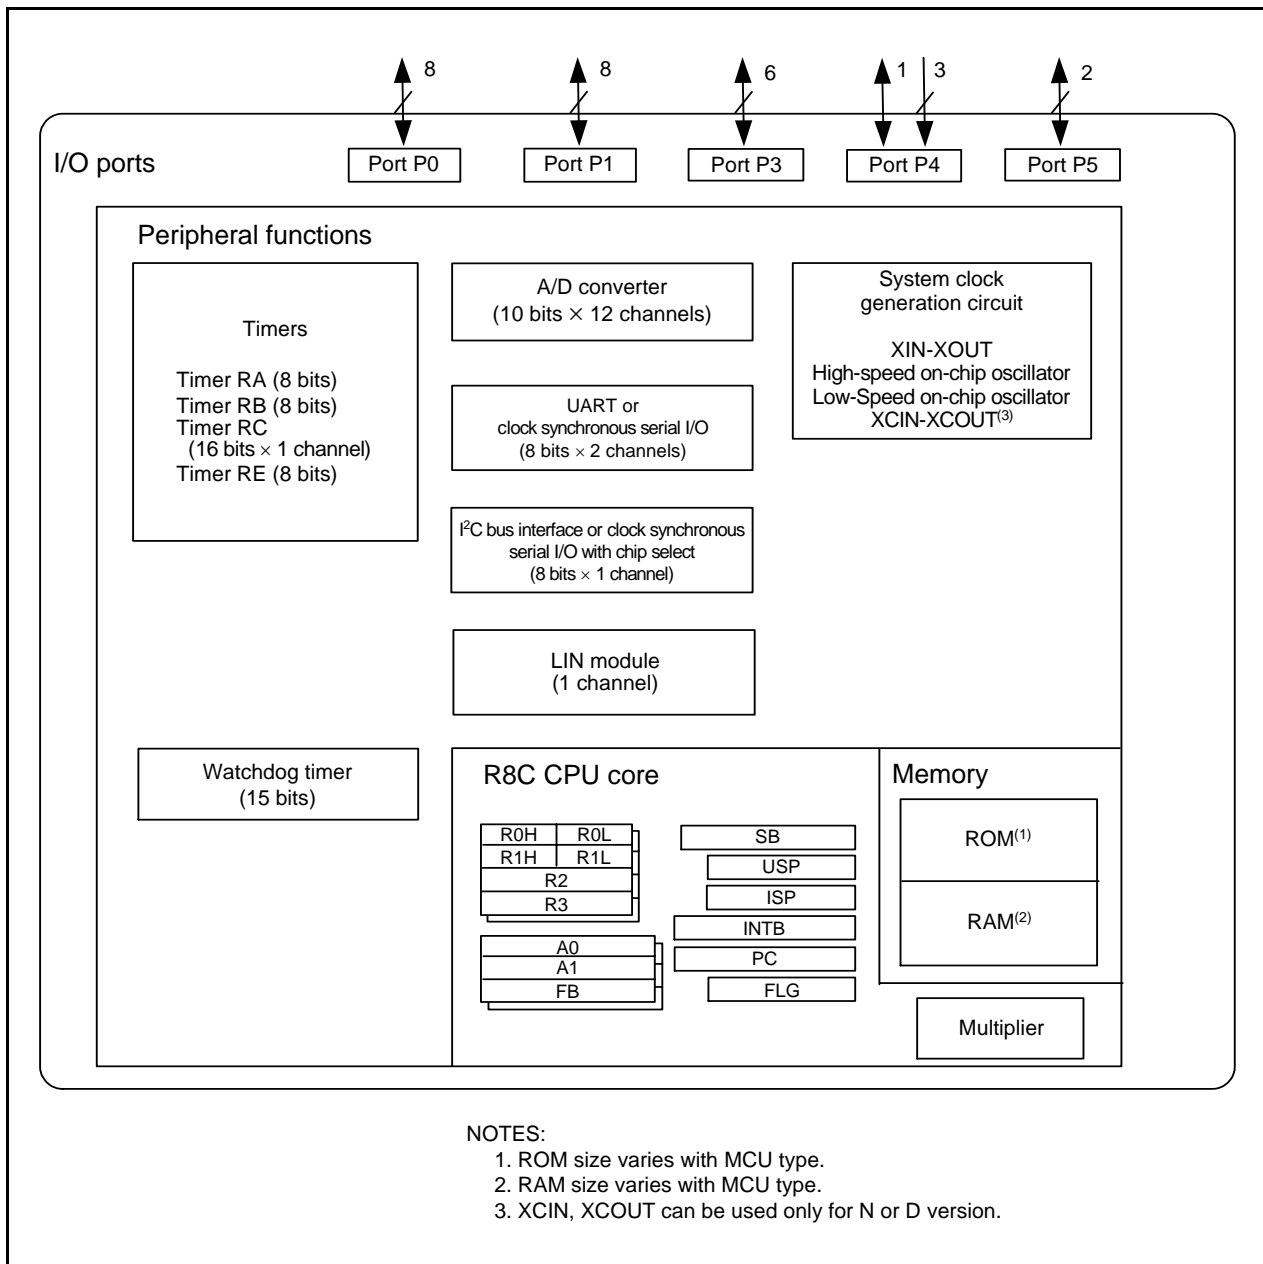 8
8
6
1
3
2
I/O ports
Port P0
Port P1
Port P3
Port P4
Port P5
Peripheral functions
Timers
Timer RA (8 bits)
Timer RB (8 bits)
Timer RC
(16 bits × 1 channel)
Timer RE (8 bits)
A/D converter
(10 bits × 12 channels)
System clock
generation circuit
XIN-XOUT
High-speed on-chip oscillator
Low-Speed on-chip oscillator
XCIN-XCOUT(3)
UART or
clock synchronous serial I/O
(8 bits × 2 channels)
I²C bus interface or clock synchronous
serial I/O with chip select
(8 bits × 1 channel)
LIN module
(1 channel)
Watchdog timer
(15 bits)
R8C CPU core
R0H
R0L
R1H
R1L
R2
R3
A0
A1
FB
SB
USP
ISP
INTB
PC
FLG
Memory
ROM(1)
RAM(2)
Multiplier
NOTES:
1. ROM size varies with MCU type.
2. RAM size varies with MCU type.
3. XCIN, XCOUT can be used only for N or D version.